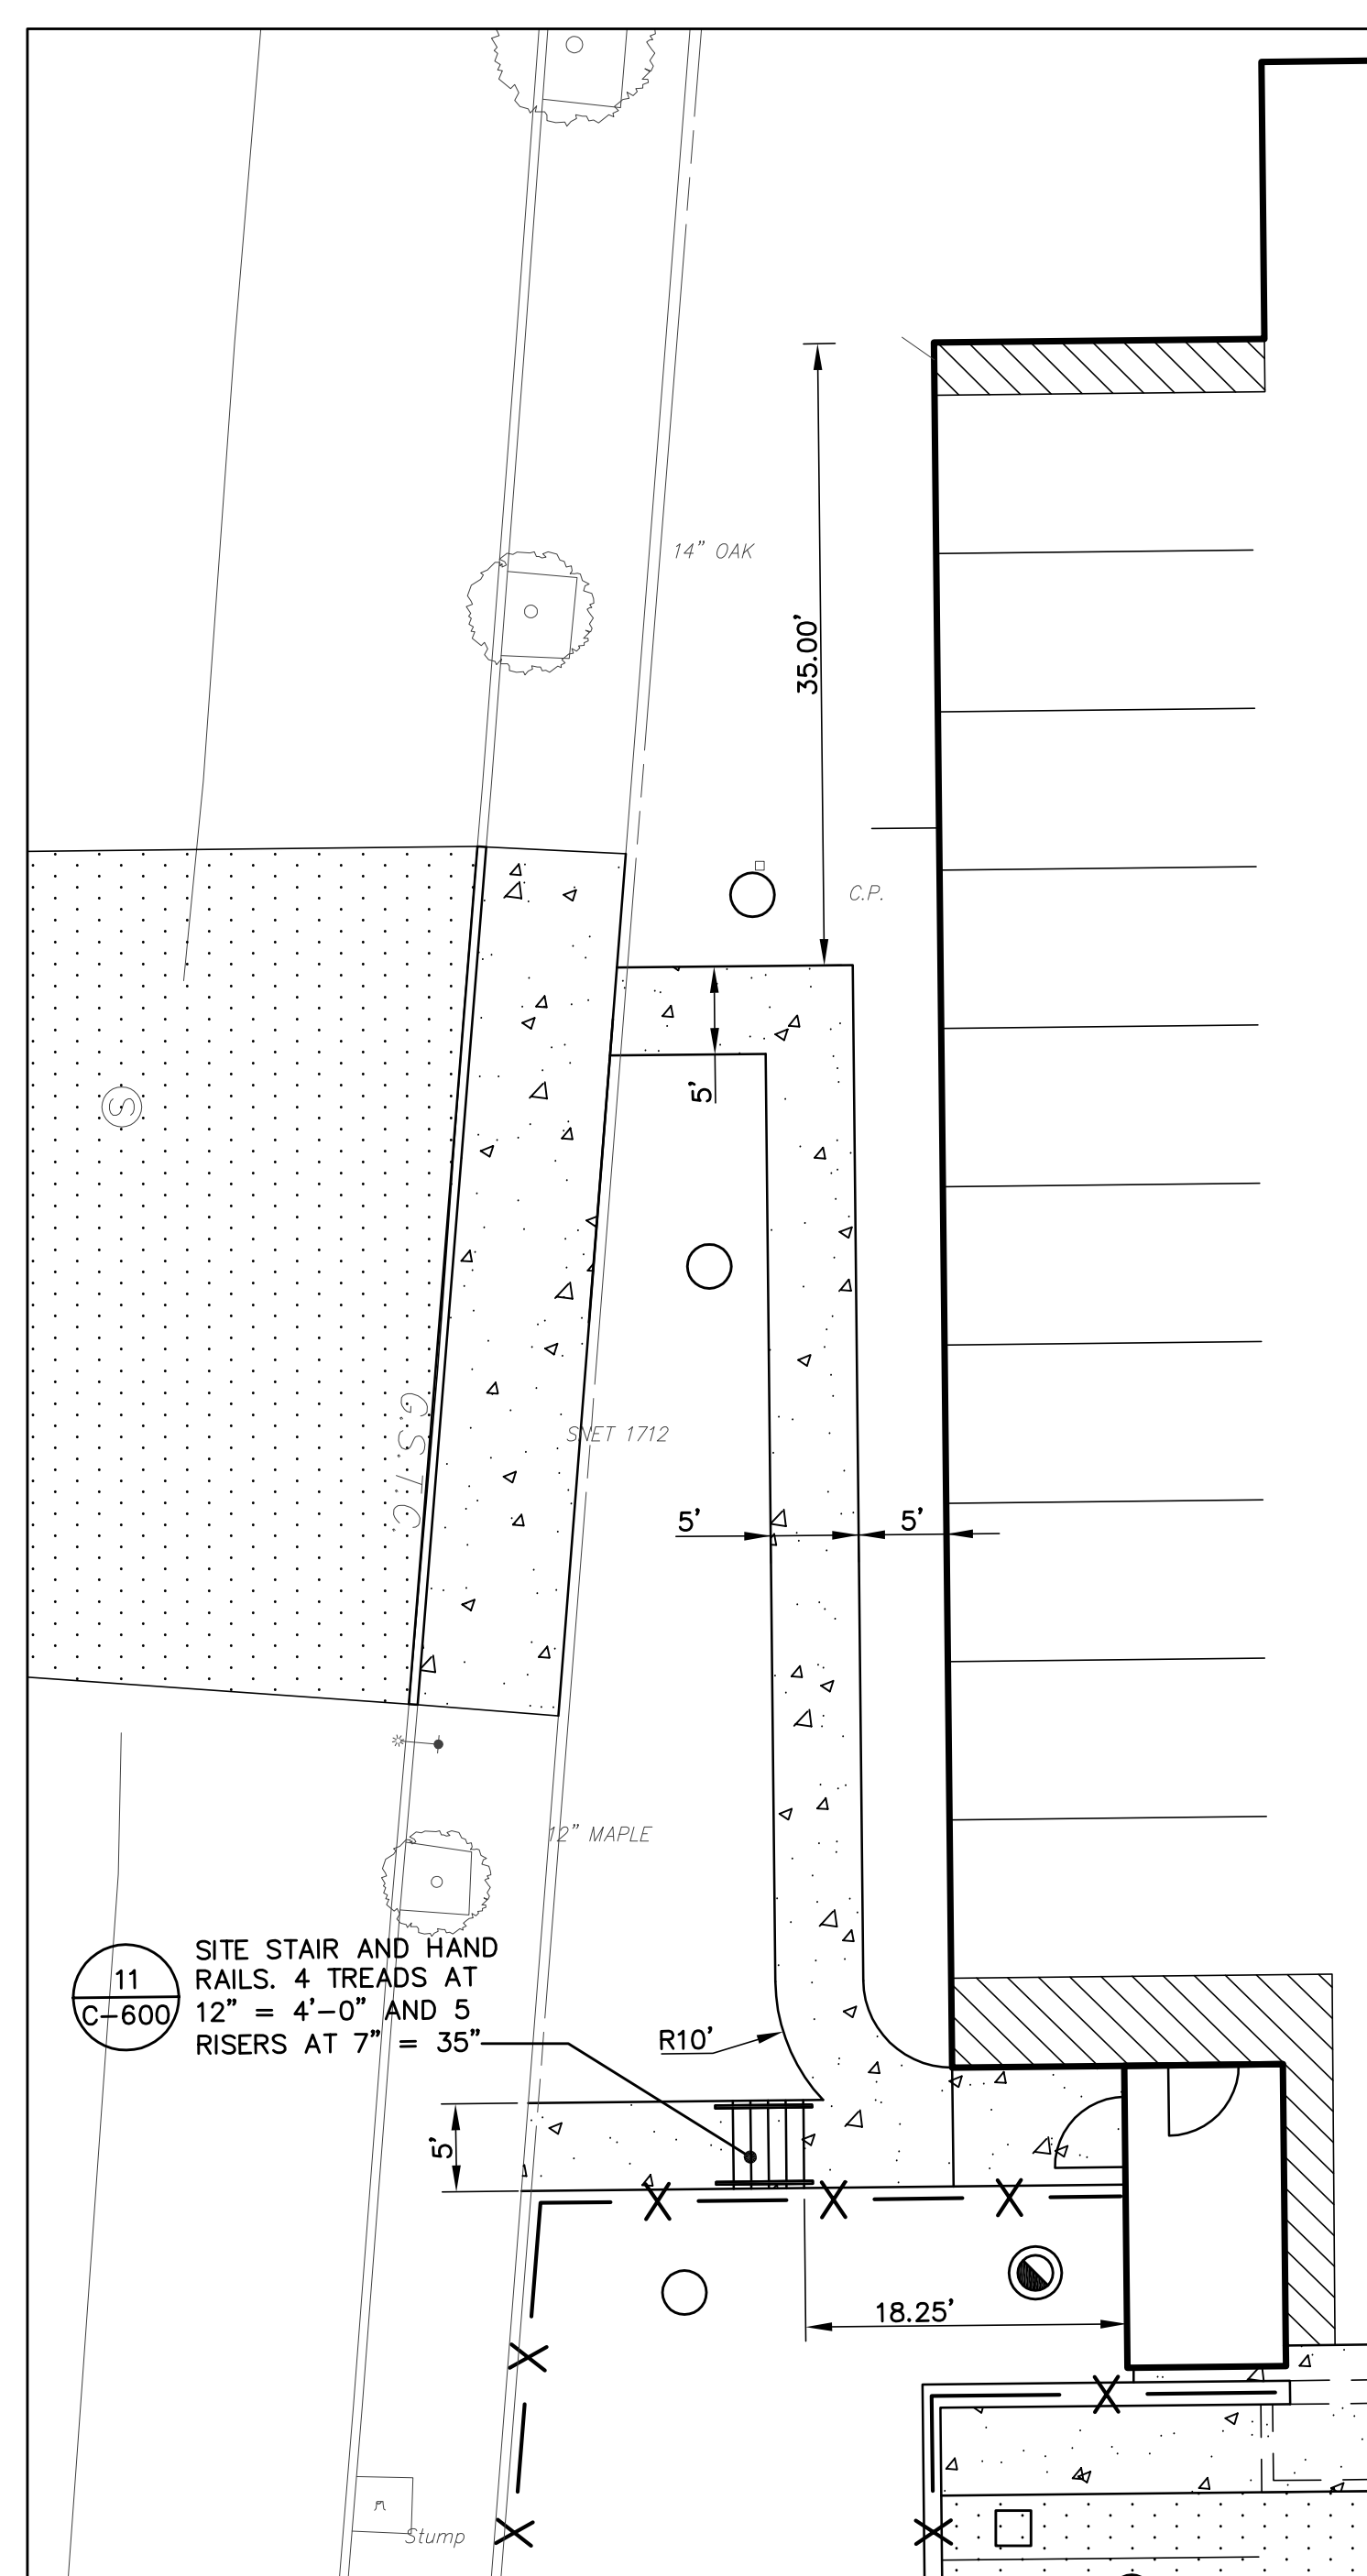 14” OAK
35.00’
C.P.
5’
S
G.S.T.C.
SNET 1712
5’
5’
12” MAPLE
SITE STAIR AND HAND
RAILS. 4 TREADS AT
12” = 4’-0” AND 5
RISERS AT 7” = 35”
11
C-600
R10’
5’
18.25’
Stump